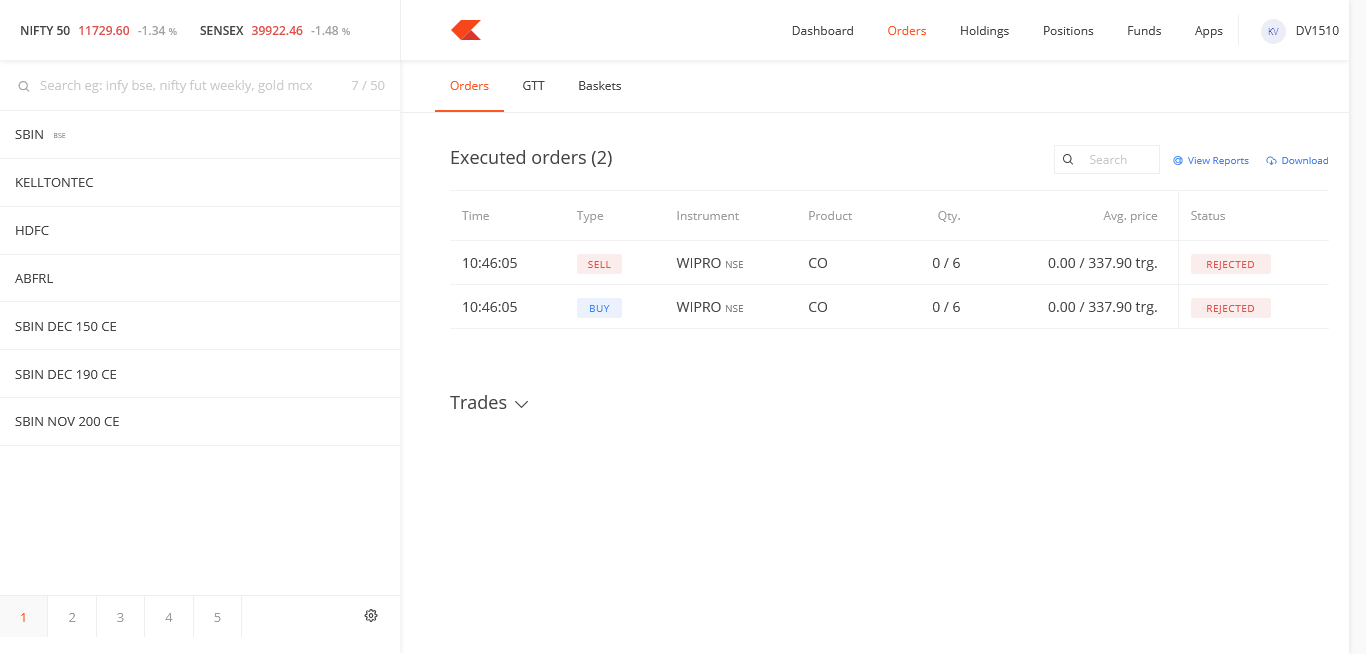 NIFTY 50 11729.60 -1.34 % SENSEX 39922.46 -1.48 %
Dashboard Orders Holdings Positions Funds Apps KV DV1510
Search eg: infy bse, nifty fut weekly, gold mcx 7 / 50
SBIN BSE
KELLTONTEC
HDFC
ABFRL
SBIN DEC 150 CE
SBIN DEC 190 CE
SBIN NOV 200 CE
1 2 3 4 5
Orders GTT Baskets
Executed orders (2) Search View Reports Download
Time Type Instrument Product Qty. Avg. price Status
10:46:05 SELL WIPRO NSE CO 0 / 6 0.00 / 337.90 trg. REJECTED
10:46:05 BUY WIPRO NSE CO 0 / 6 0.00 / 337.90 trg. REJECTED
Trades